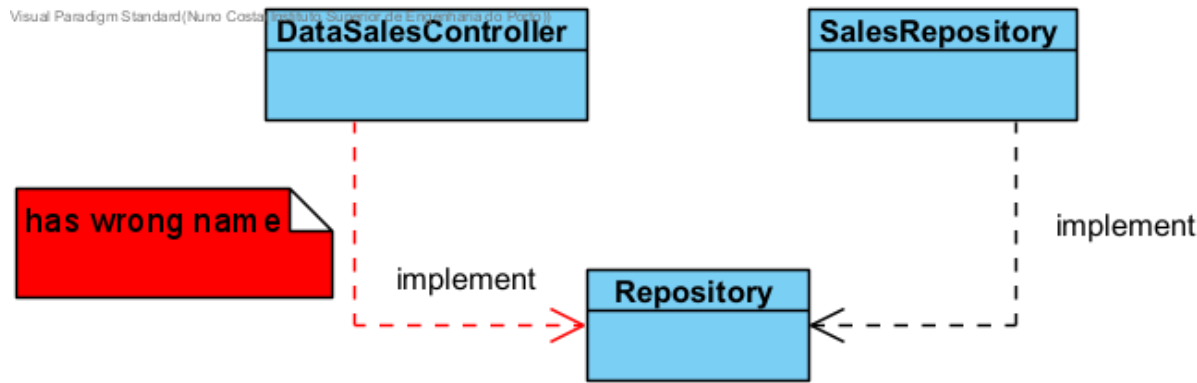 Visual Paradigm Standard(Nuno Costa(Instituto Superior de Engenharia do Porto))
DataSalesController
SalesRepository
has wrong name
implement
implement
Repository